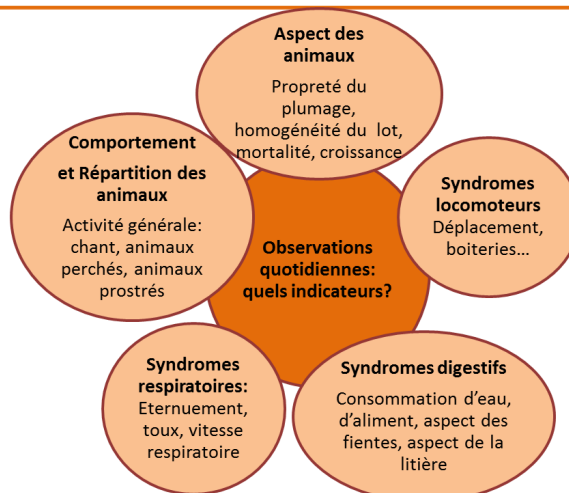 Aspect des
animaux
Propreté du
plumage,
homogénéité du lot,
mortalité, croissance
Comportement
et Répartition des
animaux
Activité générale:
chant, animaux
perchés, animaux
prostrés
Syndromes
locomoteurs
Déplacement,
boiteries…
Observations
quotidiennes:
quels indicateurs?
Syndromes
respiratoires:
Eternuement,
toux, vitesse
respiratoire
Syndromes digestifs
Consommation d’eau,
d’aliment, aspect des
fientes, aspect de la
litière